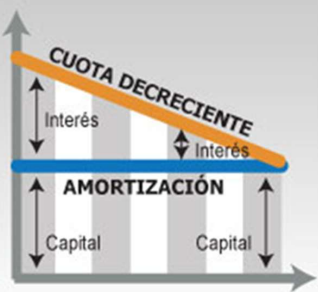 CUOTA DECRECIENTE
Interés
Interés
AMORTIZACIÓN
Capital
Capital